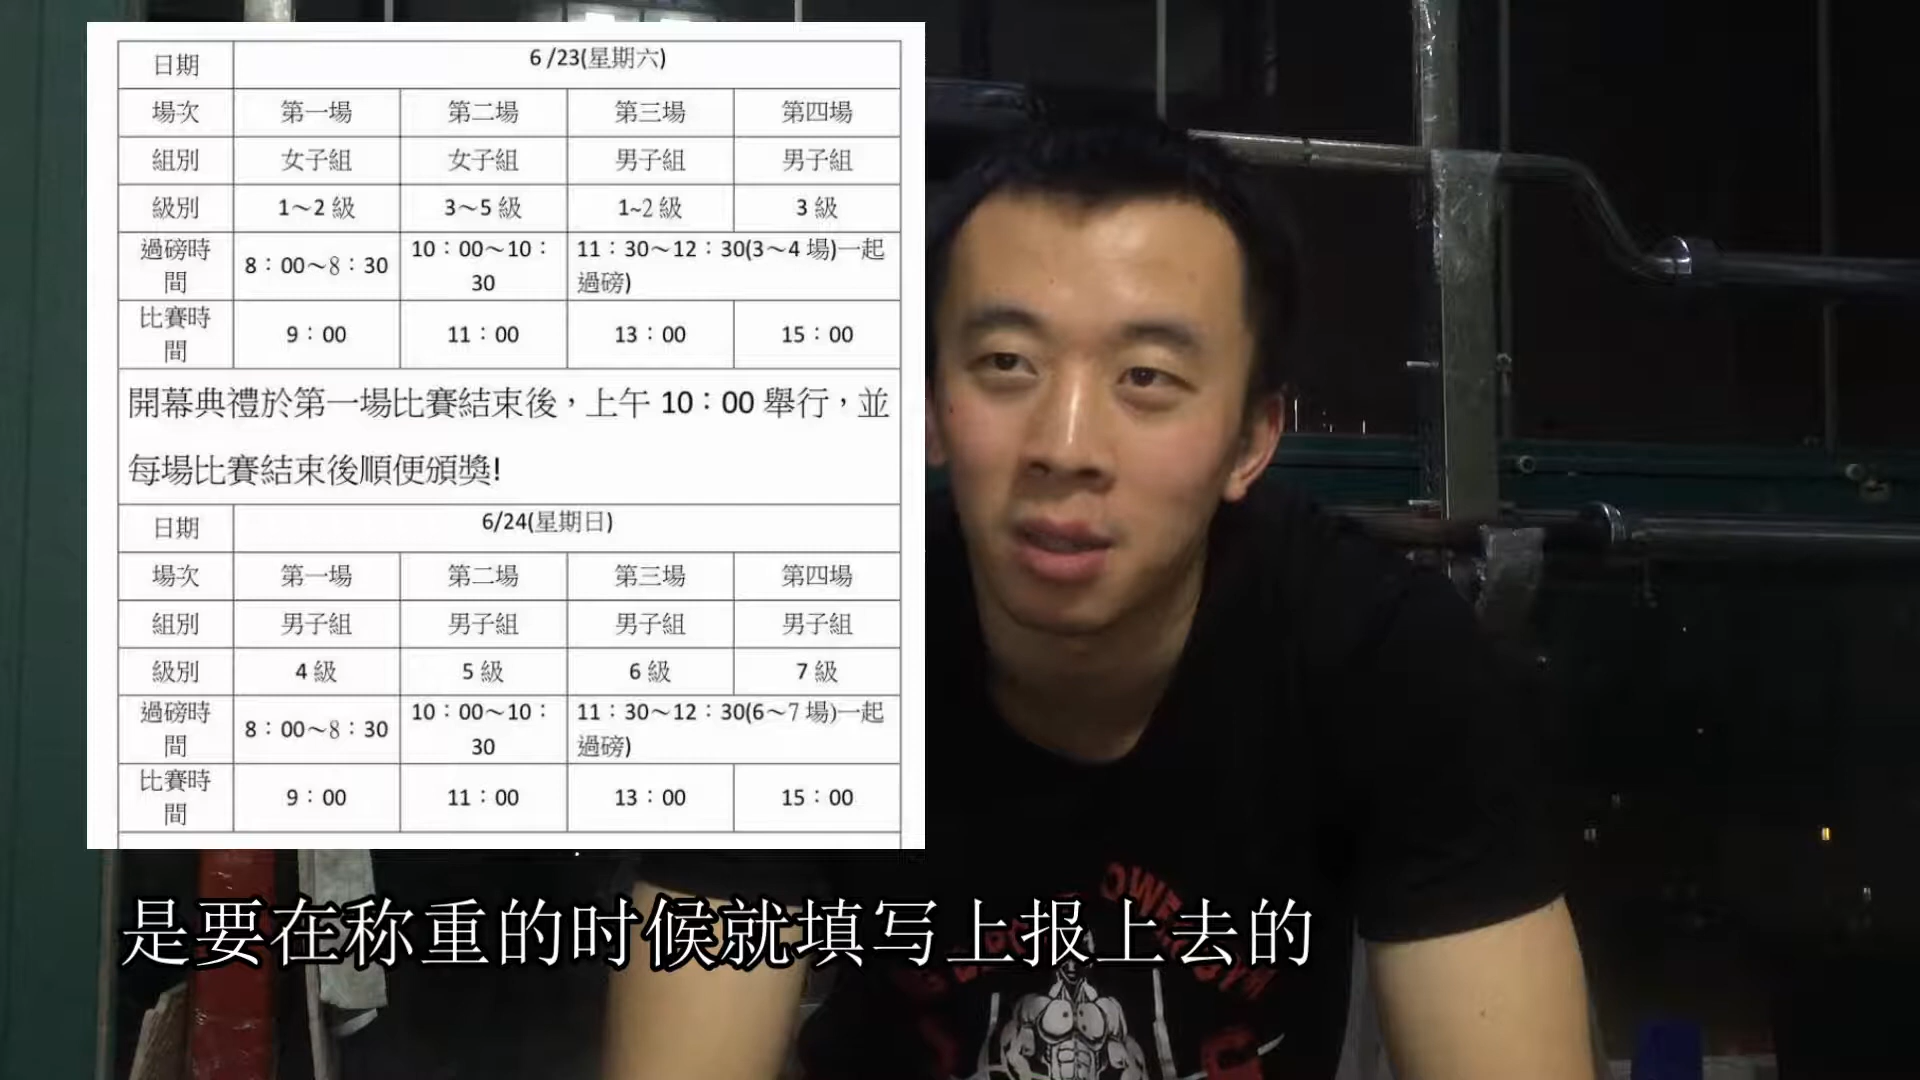 日期 6 /23(星期六)
場次 第一場 第二場 第三場 第四場
組別 女子組 女子組 男子組 男子組
級別 1～2 級 3～5 級 1~2 級 3 級
過磅時間 8：00～8：30 10：00～10：30 11：30～12：30(3～4 場)一起過磅)
比賽時間 9：00 11：00 13：00 15：00
開幕典禮於第一場比賽結束後，上午 10：00 舉行，並
每場比賽結束後順便頒獎!
日期 6/24(星期日)
場次 第一場 第二場 第三場 第四場
組別 男子組 男子組 男子組 男子組
級別 4 級 5 級 6 級 7 級
過磅時間 8：00～8：30 10：00～10：30 11：30～12：30(6～7 場)一起過磅)
比賽時間 9：00 11：00 13：00 15：00
是要在称重的时候就填写上报上去的